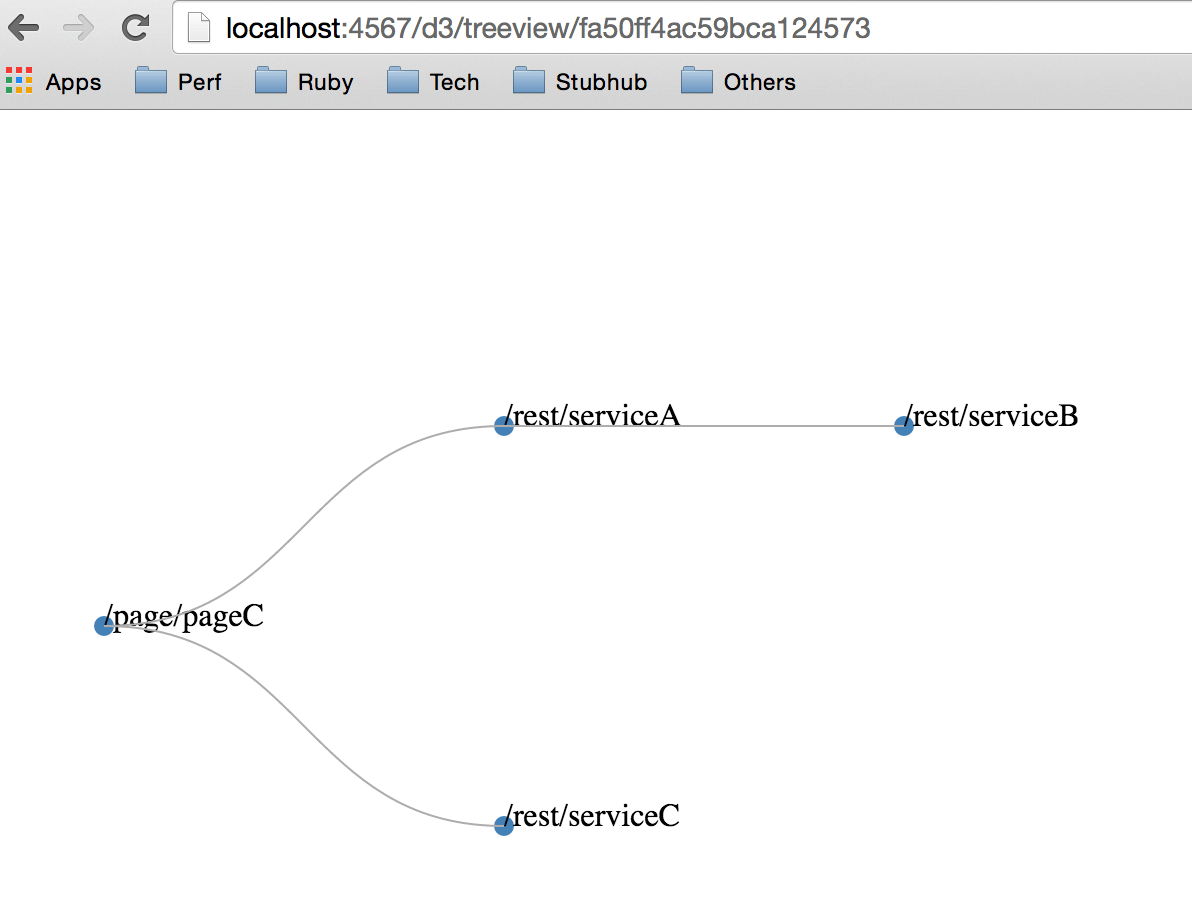 localhost:4567/d3/treeview/fa50ff4ac59bca124573
Apps Perf Ruby Tech Stubhub Others
/rest/serviceA /rest/serviceB
/page/pageC
/rest/serviceC